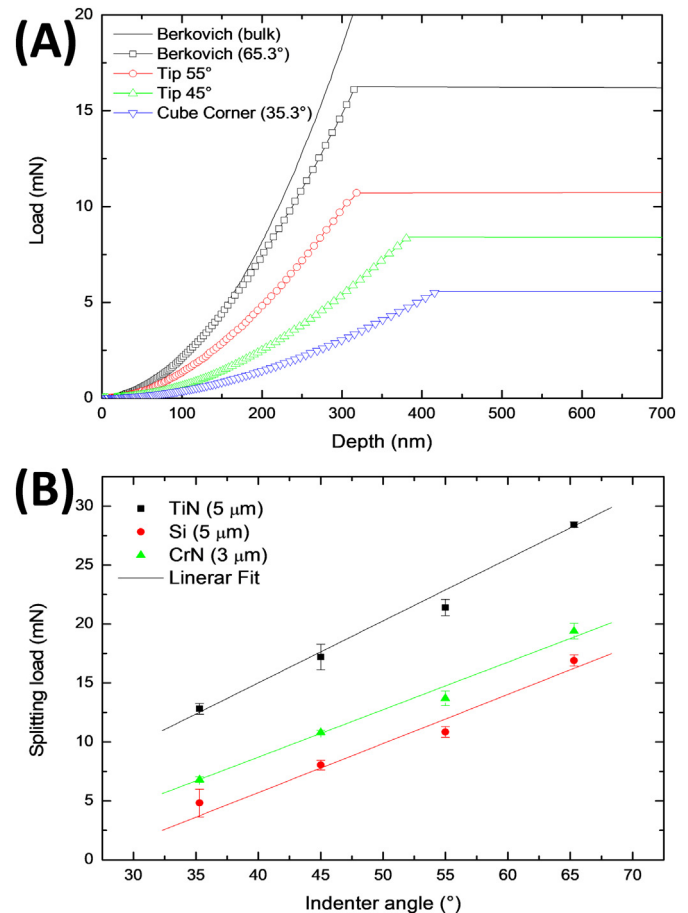 (A)
20
15
10
5
0
Load (mN)
Berkovich (bulk)
Berkovich (65.3°)
Tip 55°
Tip 45°
Cube Corner (35.3°)
0 100 200 300 400 500 600 700
Depth (nm)
(B)
30
25
20
15
10
5
0
Splitting load (mN)
TiN (5 μm)
Si (5 μm)
CrN (3 μm)
Linerar Fit
30 35 40 45 50 55 60 65 70
Indenter angle (°)